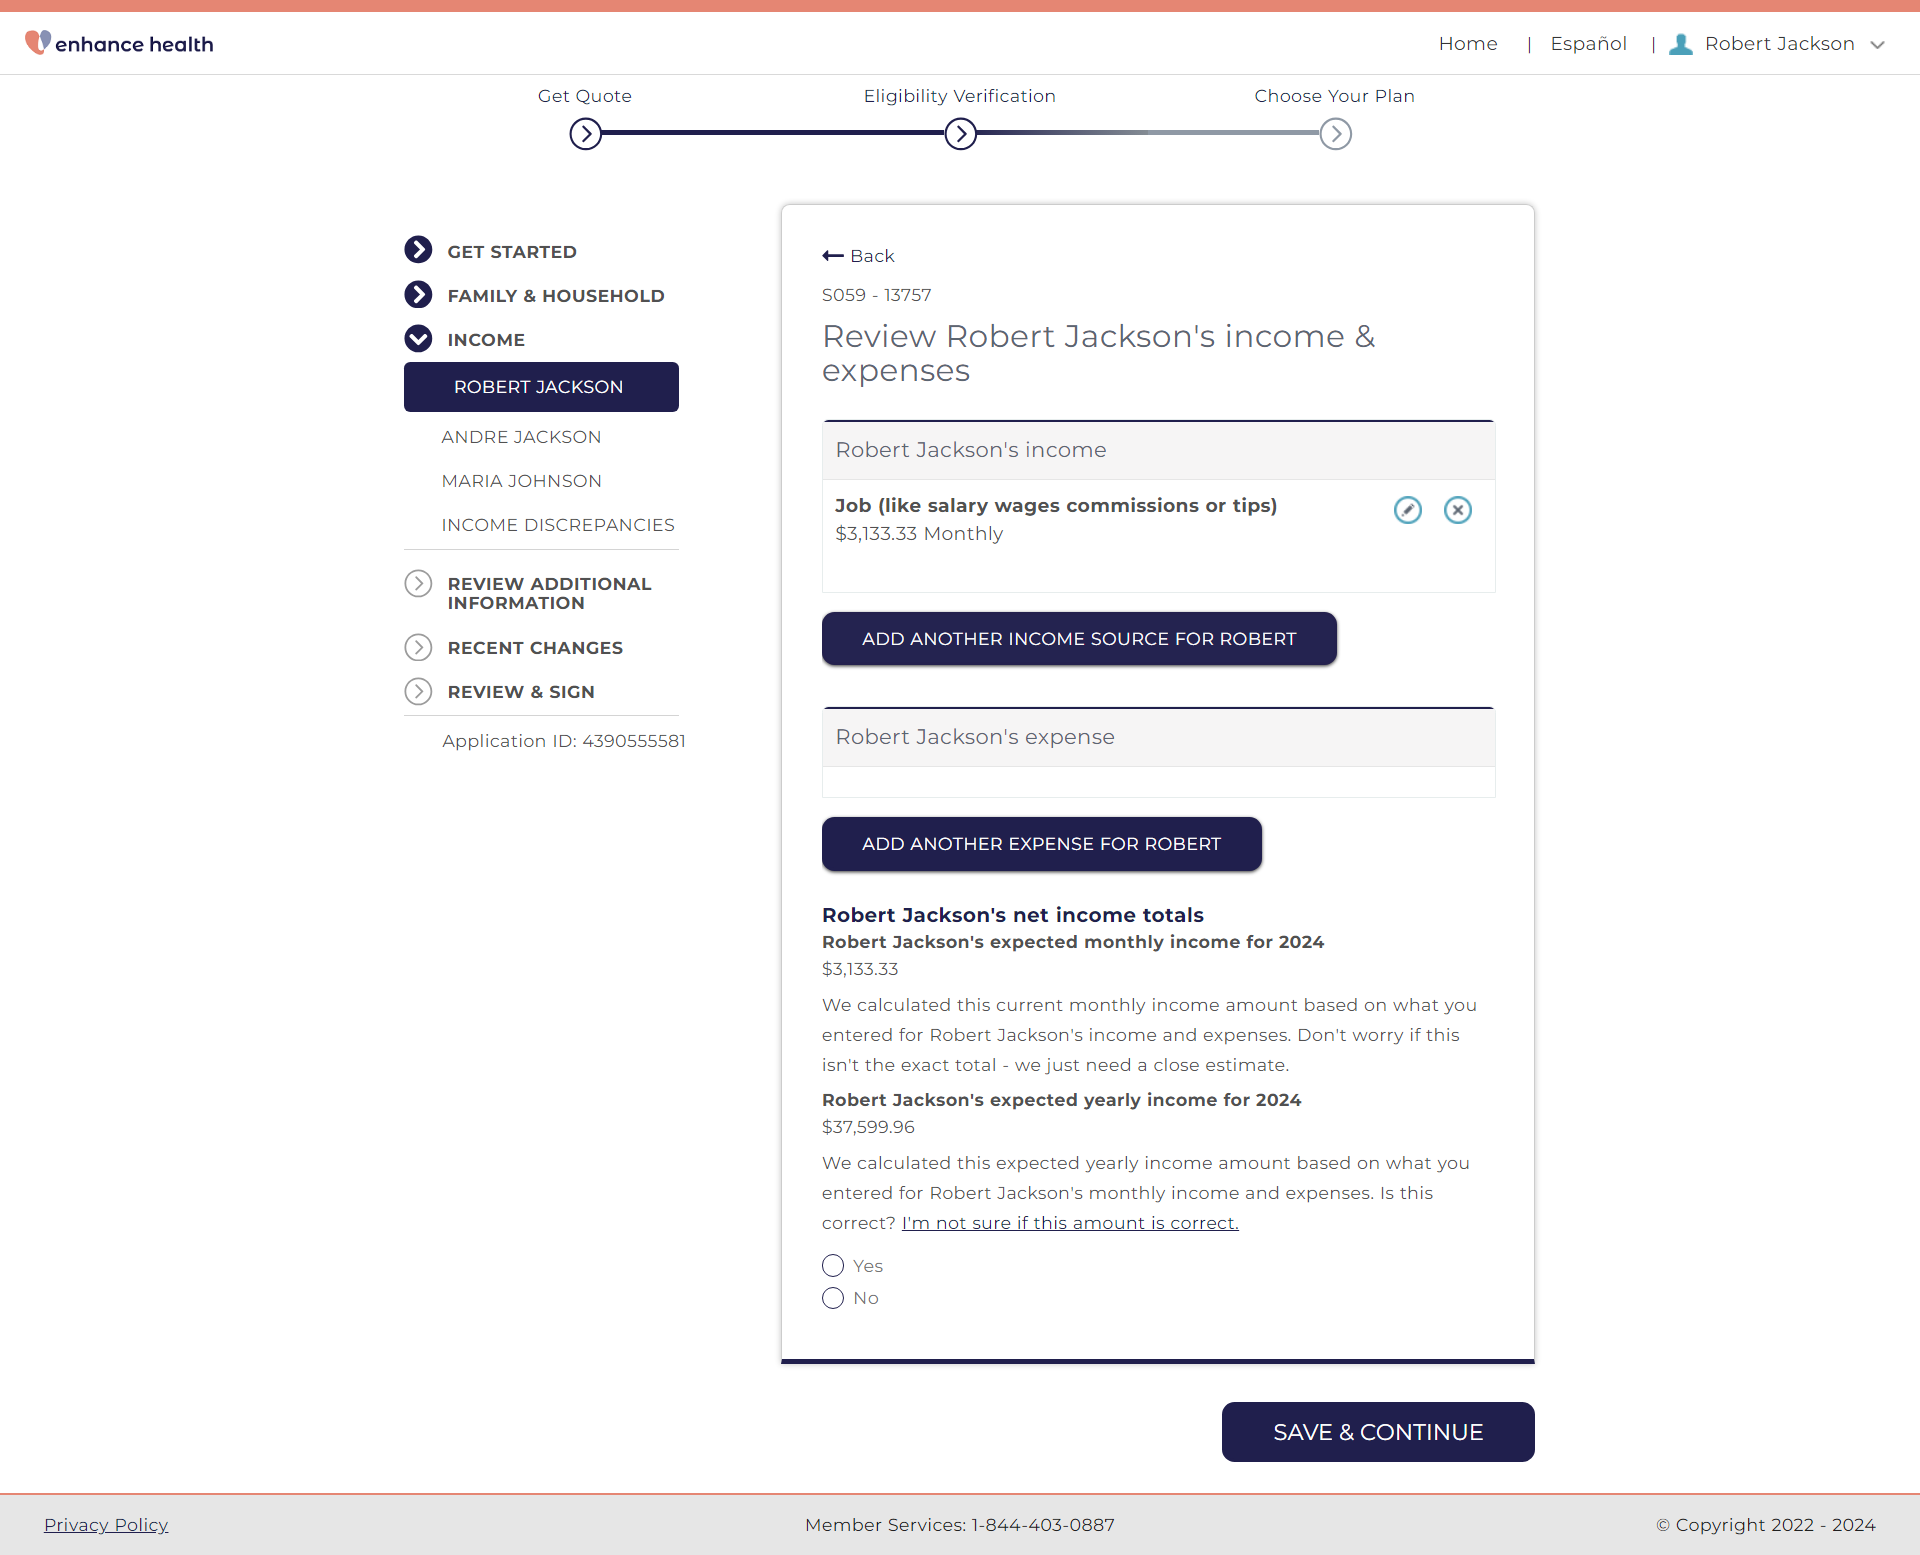 enhance health
Home | Español | Robert Jackson
Get Quote
Eligibility Verification
Choose Your Plan
GET STARTED
FAMILY & HOUSEHOLD
INCOME
ROBERT JACKSON
ANDRE JACKSON
MARIA JOHNSON
INCOME DISCREPANCIES
REVIEW ADDITIONAL
INFORMATION
RECENT CHANGES
REVIEW & SIGN
Application ID: 4390555581
Back
S059 - 13757
Review Robert Jackson's income &
expenses
Robert Jackson's income
Job (like salary wages commissions or tips)
$3,133.33 Monthly
ADD ANOTHER INCOME SOURCE FOR ROBERT
Robert Jackson's expense
ADD ANOTHER EXPENSE FOR ROBERT
Robert Jackson's net income totals
Robert Jackson's expected monthly income for 2024
$3,133.33
We calculated this current monthly income amount based on what you
entered for Robert Jackson's income and expenses. Don't worry if this
isn't the exact total - we just need a close estimate.
Robert Jackson's expected yearly income for 2024
$37,599.96
We calculated this expected yearly income amount based on what you
entered for Robert Jackson's monthly income and expenses. Is this
correct? I'm not sure if this amount is correct.
Yes
No
SAVE & CONTINUE
Privacy Policy
Member Services: 1-844-403-0887
© Copyright 2022 - 2024